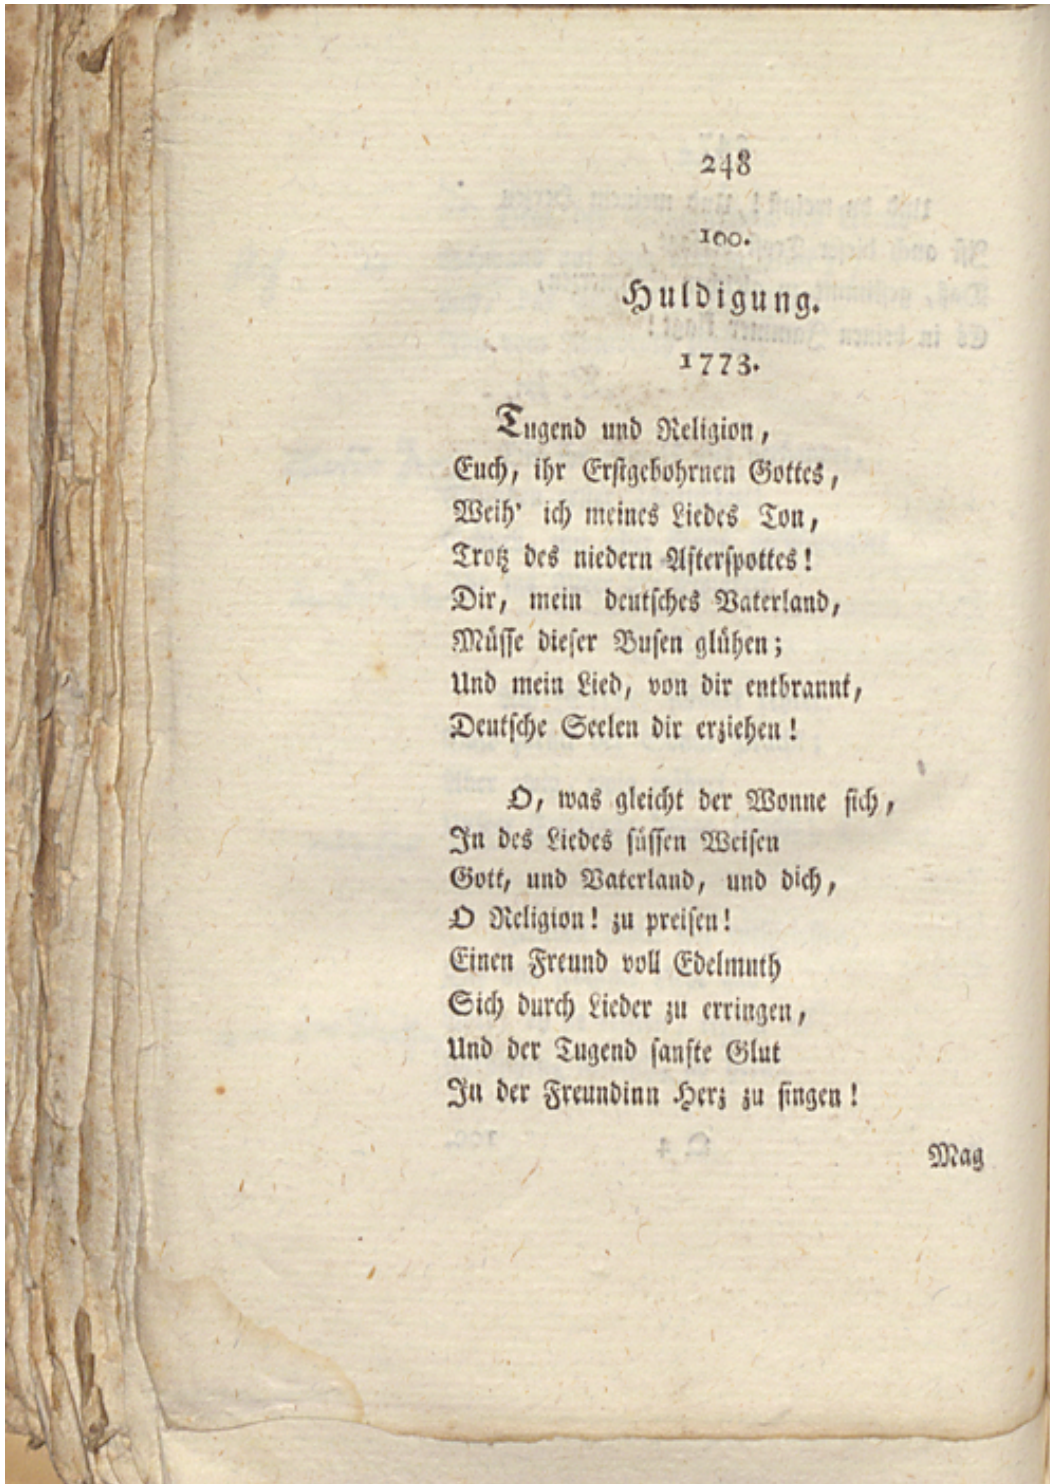 248
100.
Huldigung.
1773.
Tugend und Religion,
Euch, ihr Erſtgebohrnen Gottes,
Weih' ich meines Liedes Ton,
Trotz des niedern Afterſpottes!
Dir, mein deutſches Vaterland,
Müſſe dieſer Buſen glühen;
Und mein Lied, von dir entbrannt,
Deutſche Seelen dir erziehen!
O, was gleicht der Wonne ſich,
In des Liedes ſüſſen Weiſen
Gott, und Vaterland, und dich,
O Religion! zu preiſen!
Einen Freund voll Edelmuth
Sich durch Lieder zu erringen,
Und der Tugend ſanfte Glut
In der Freundinn Herz zu ſingen!
Mag